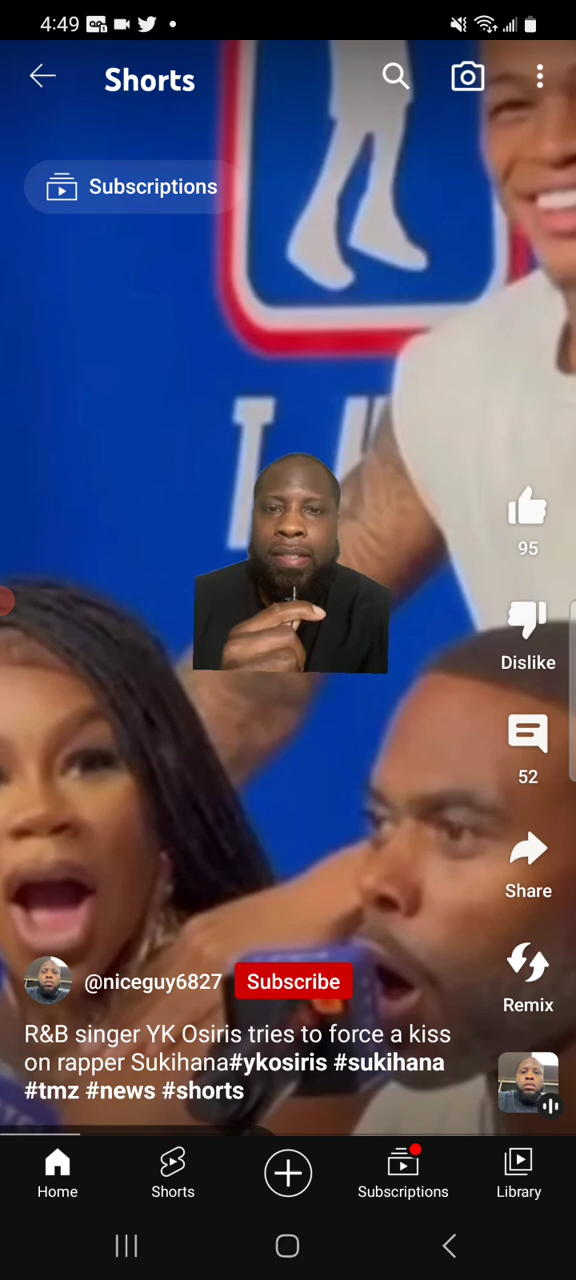 4:49
Shorts
Subscriptions
95
Dislike
52
Share
@niceguy6827 Subscribe
Remix
R&B singer YK Osiris tries to force a kiss
on rapper Sukihana#ykosiris #sukihana
#tmz #news #shorts
Home
Shorts
Subscriptions
Library